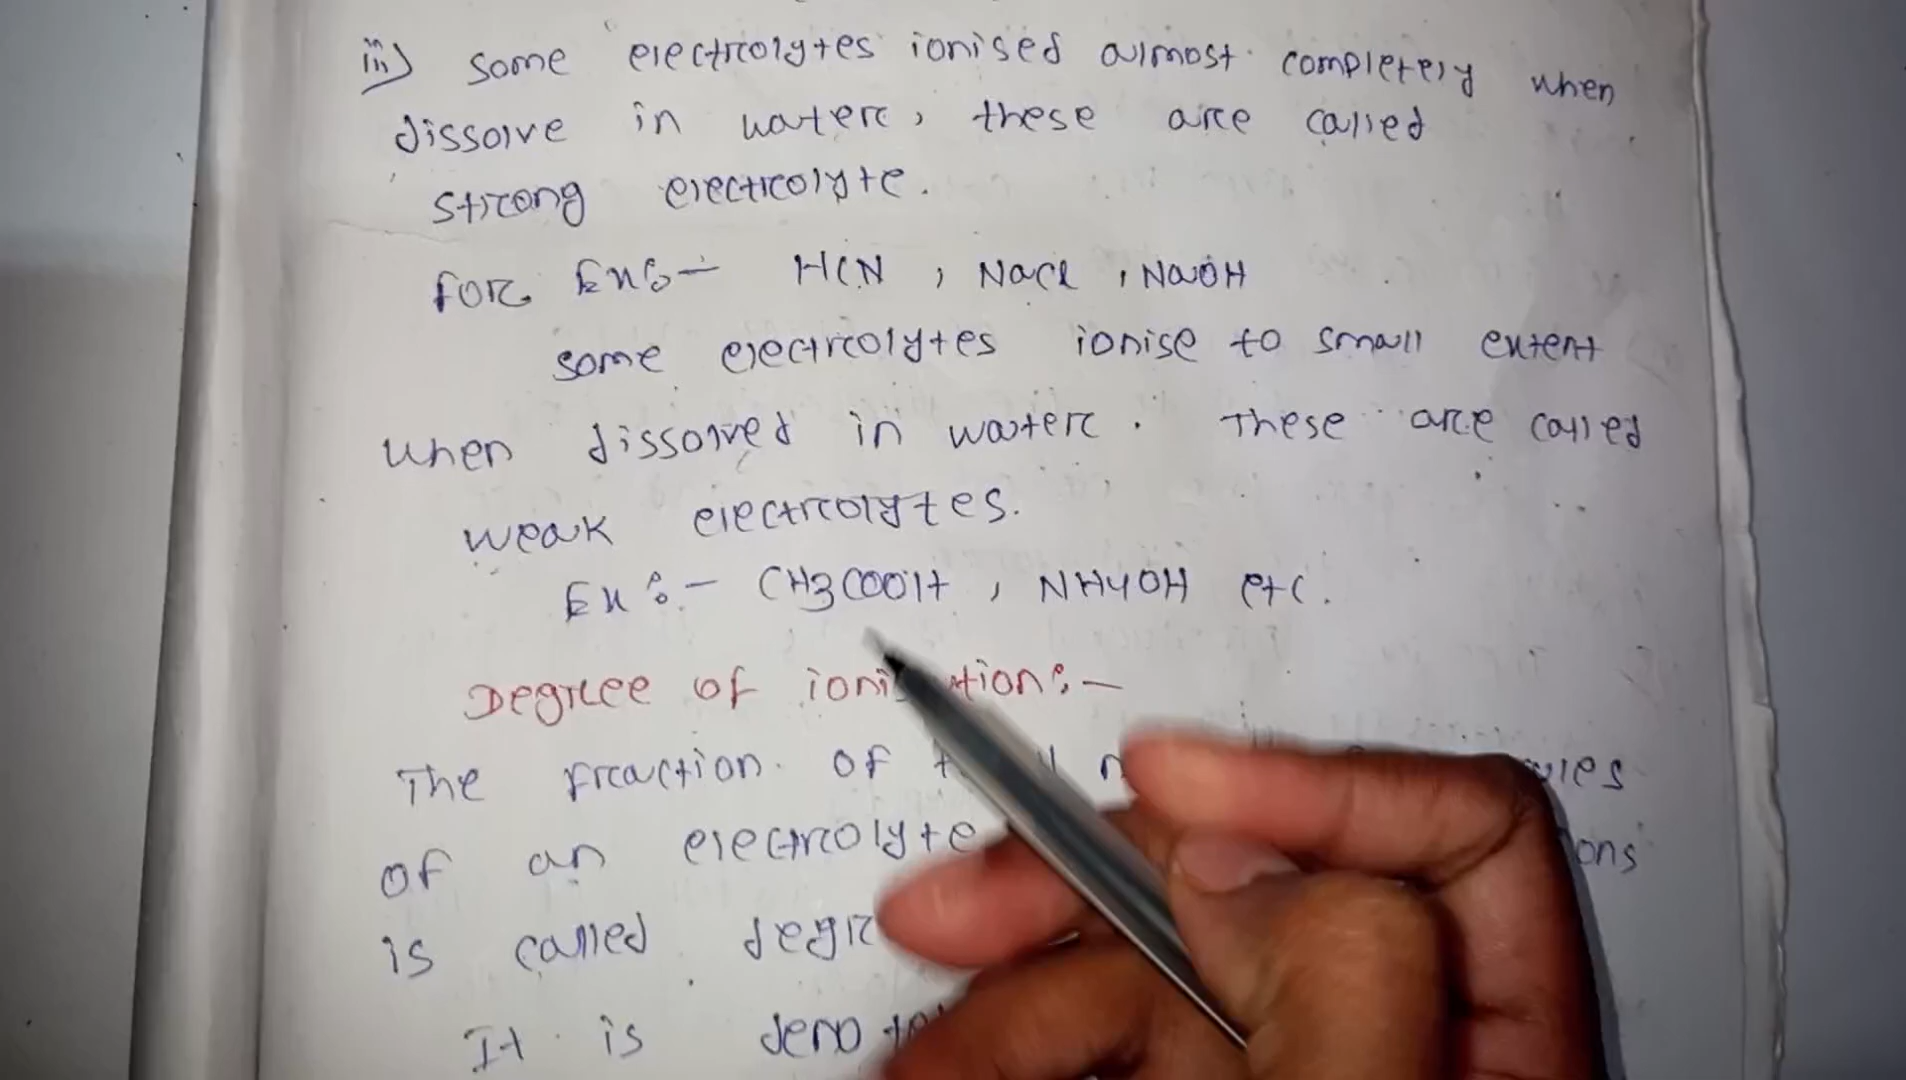 iii) Some electrolytes ionised almost completely when
dissolve in water, these are called
strong electrolyte.
for Ex:- HCN, NaCl, NaOH
some electrolytes ionise to small extent
when dissolved in water. These are called
weak electrolytes.
Ex:- CH3COOH, NH4OH etc.
Degree of ionisation:-
The fraction of
of an electrolyte ions
is called
It is